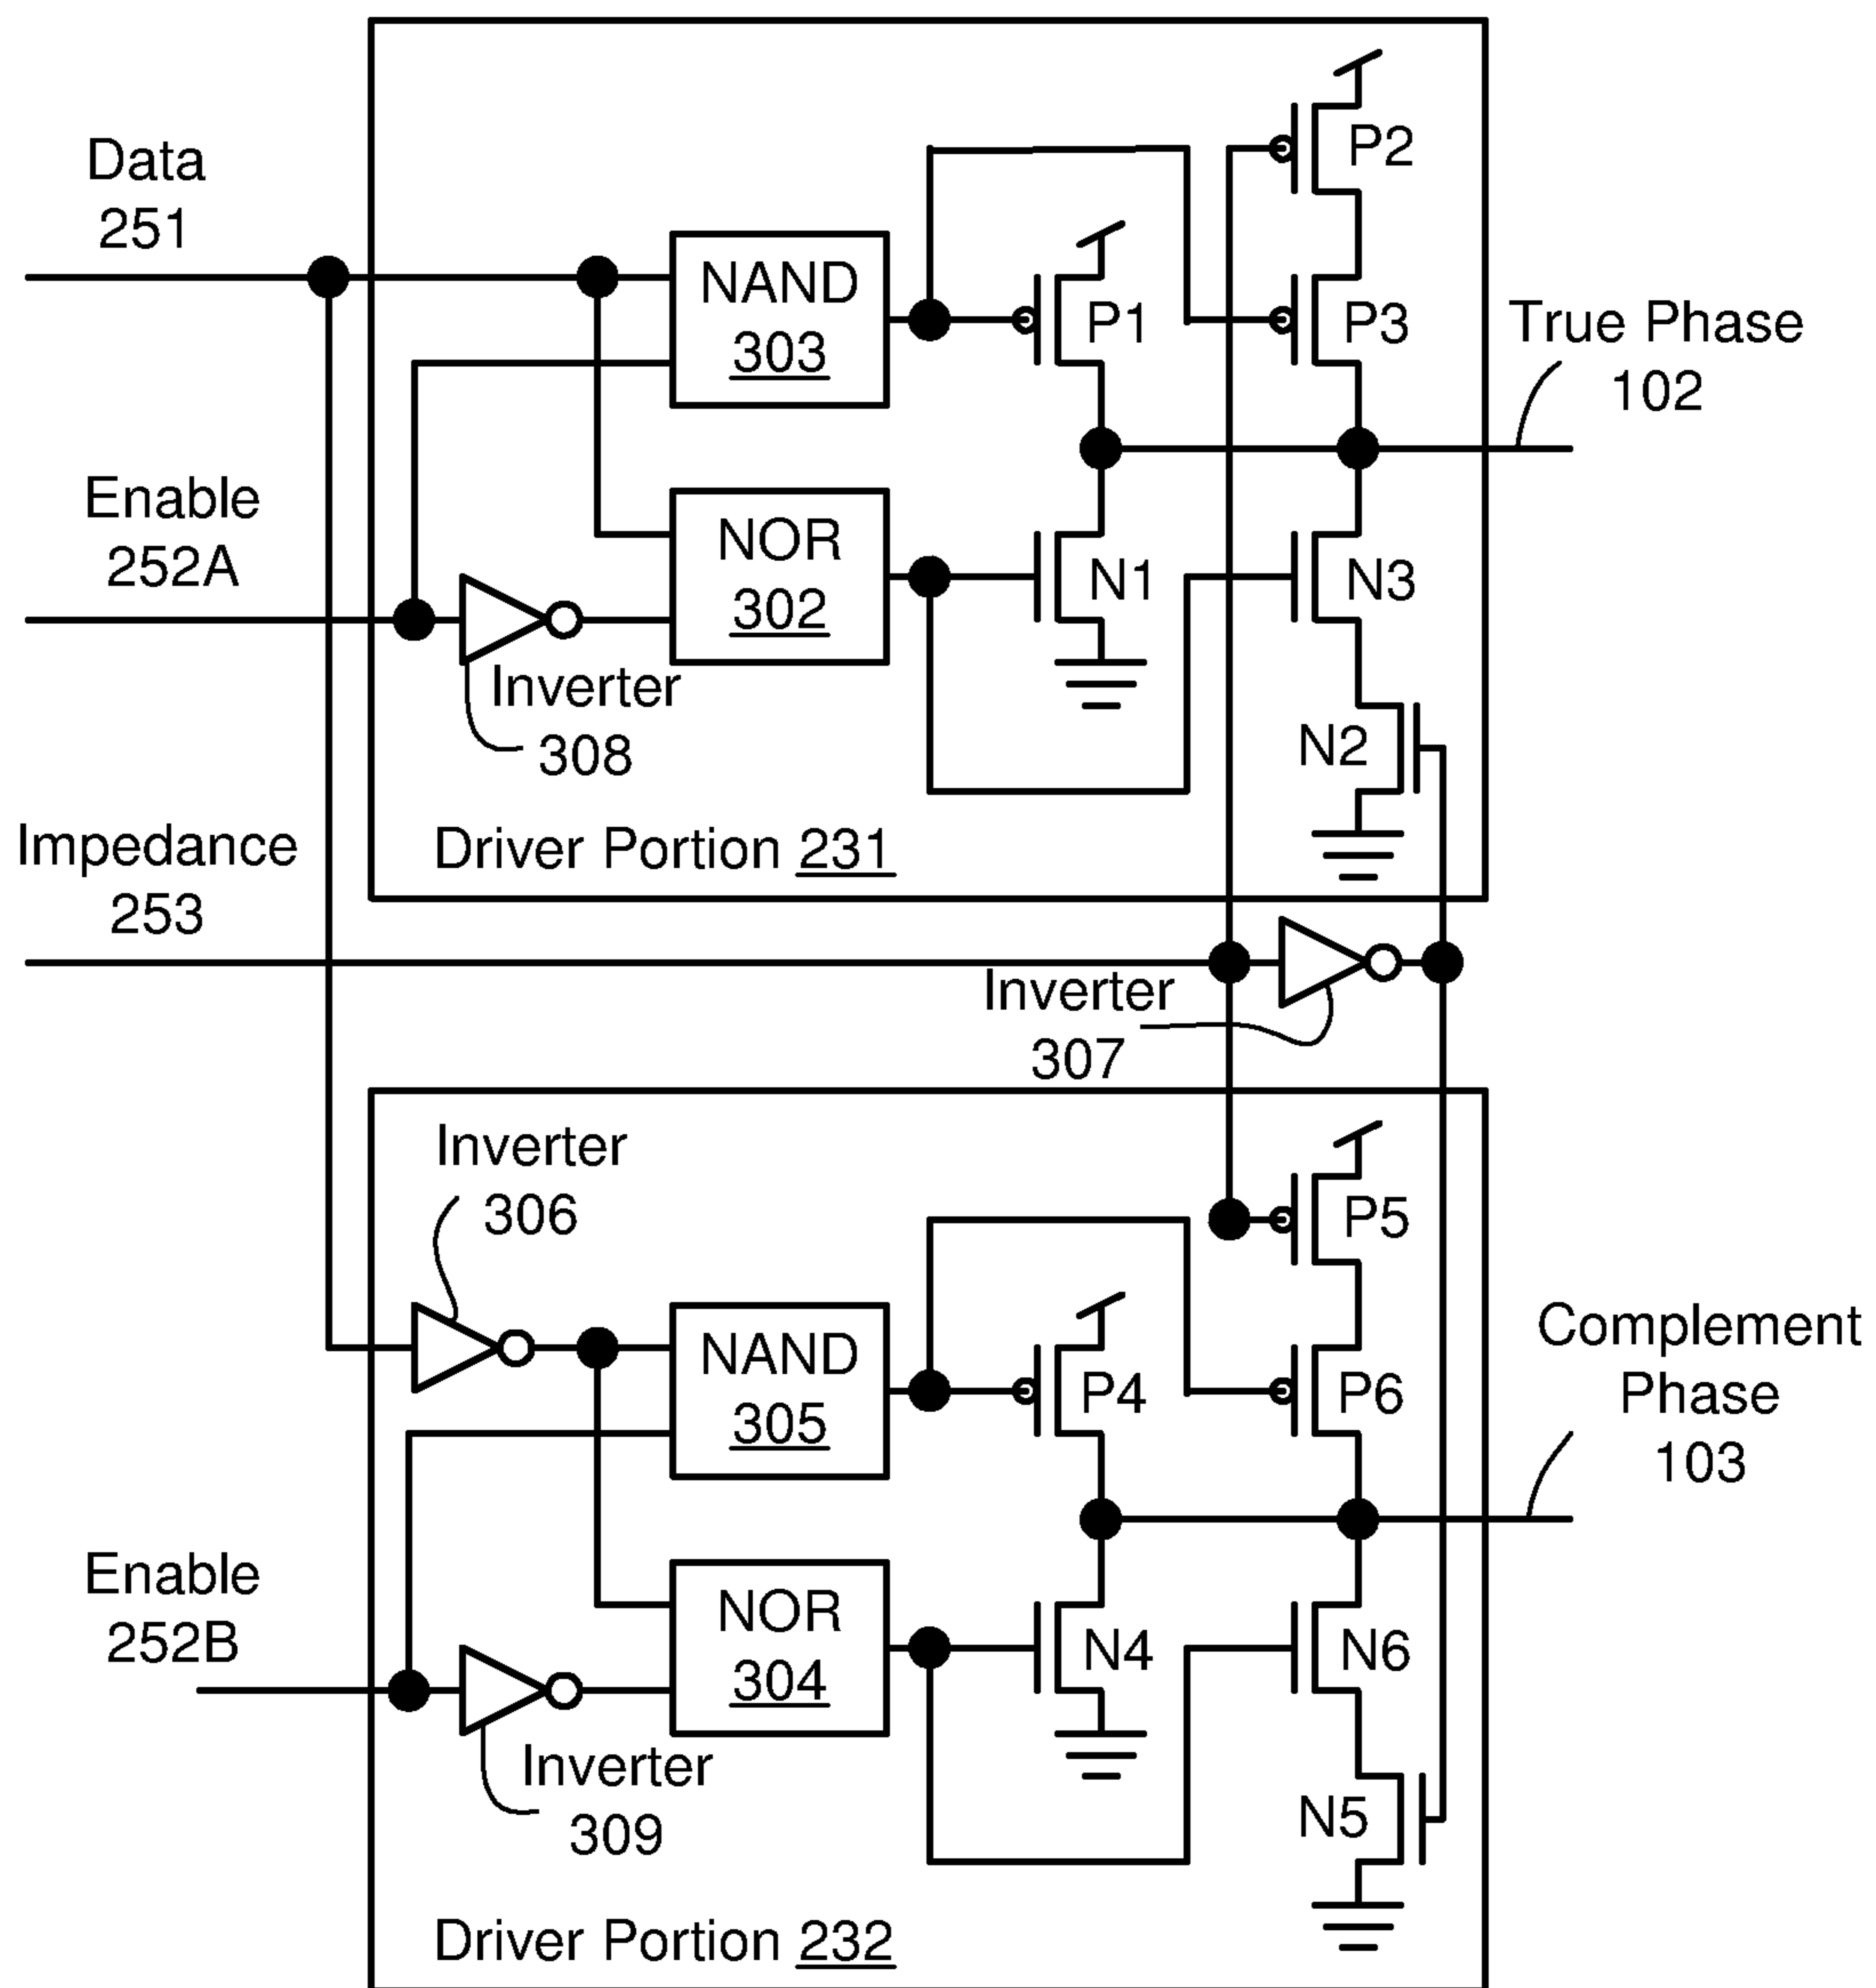 Data
251
Enable
252A
Impedance
253
NAND
303
NOR
302
Inverter
308
P1
N1
P2
P3
N3
N2
True Phase
102
Driver Portion 231
Inverter
307
Inverter
306
NAND
305
NOR
304
Enable
252B
Inverter
309
P4
N4
P5
P6
N6
N5
Complement
Phase
103
Driver Portion 232